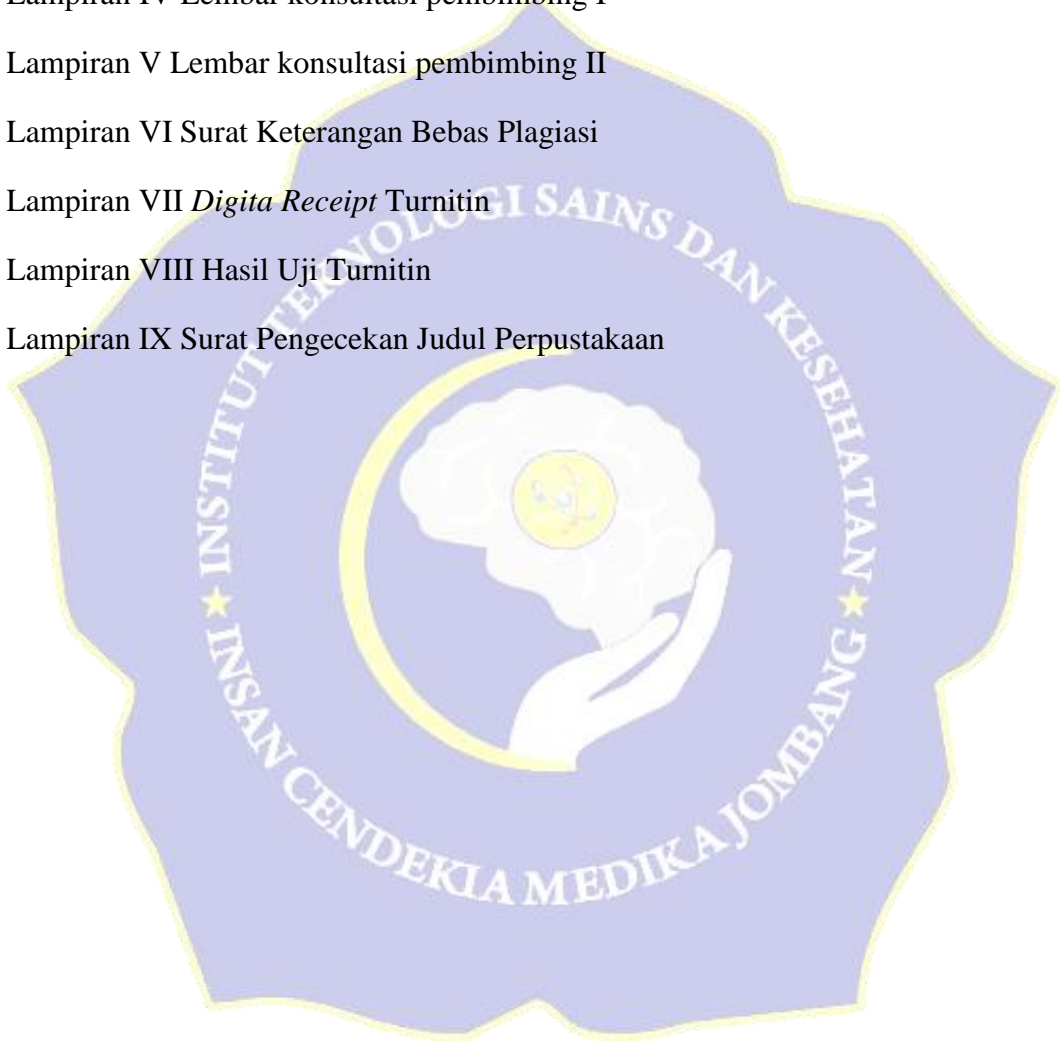 Lampiran IV Lembar konsultasi pembimbing I
Lampiran V Lembar konsultasi pembimbing II
Lampiran VI Surat Keterangan Bebas Plagiasi
Lampiran VII Digita Receipt Turnitin
Lampiran VIII Hasil Uji Turnitin
Lampiran IX Surat Pengecekan Judul Perpustakaan
INSTITUT TEKNOLOGI SAINS DAN KESEHATAN
INSAN CENDEKIA MEDIKA JOMBANG